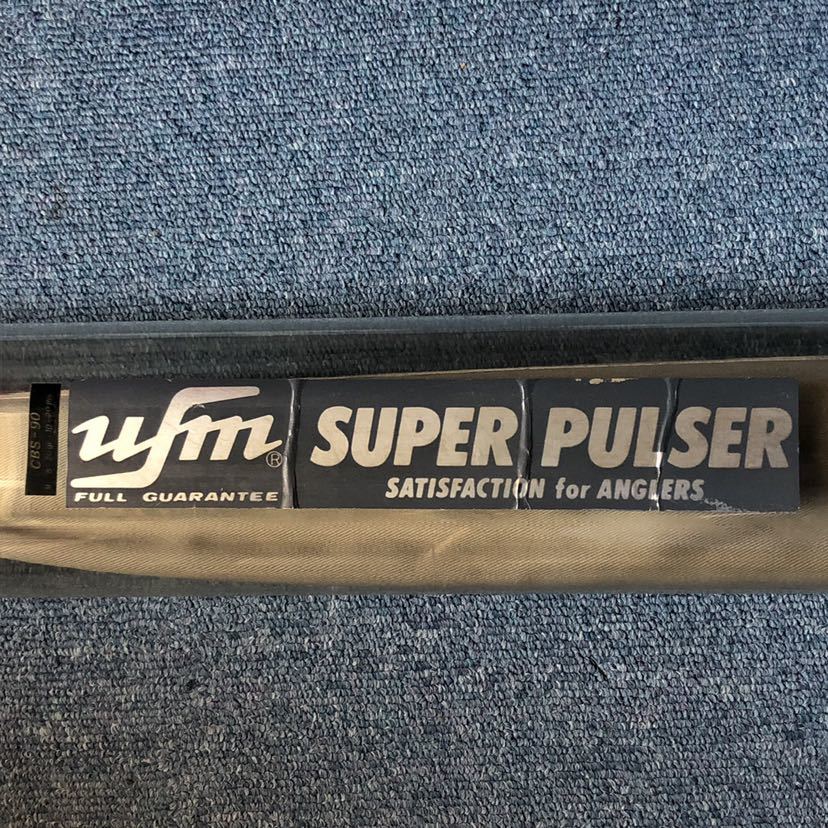 CBS-90
ufm®
FULL GUARANTEE
SUPER PULSER
SATISFACTION for ANGLERS